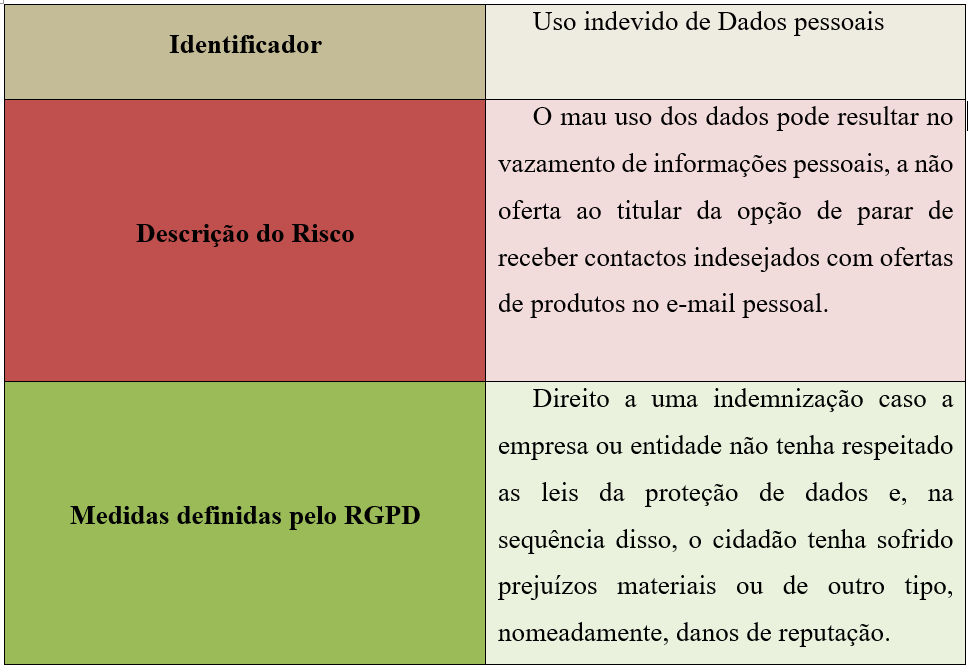 Identificador
Uso indevido de Dados pessoais
Descrição do Risco
O mau uso dos dados pode resultar no
vazamento de informações pessoais, a não
oferta ao titular da opção de parar de
receber contactos indesejados com ofertas
de produtos no e-mail pessoal.
Medidas definidas pelo RGPD
Direito a uma indemnização caso a
empresa ou entidade não tenha respeitado
as leis da proteção de dados e, na
sequência disso, o cidadão tenha sofrido
prejuízos materiais ou de outro tipo,
nomeadamente, danos de reputação.